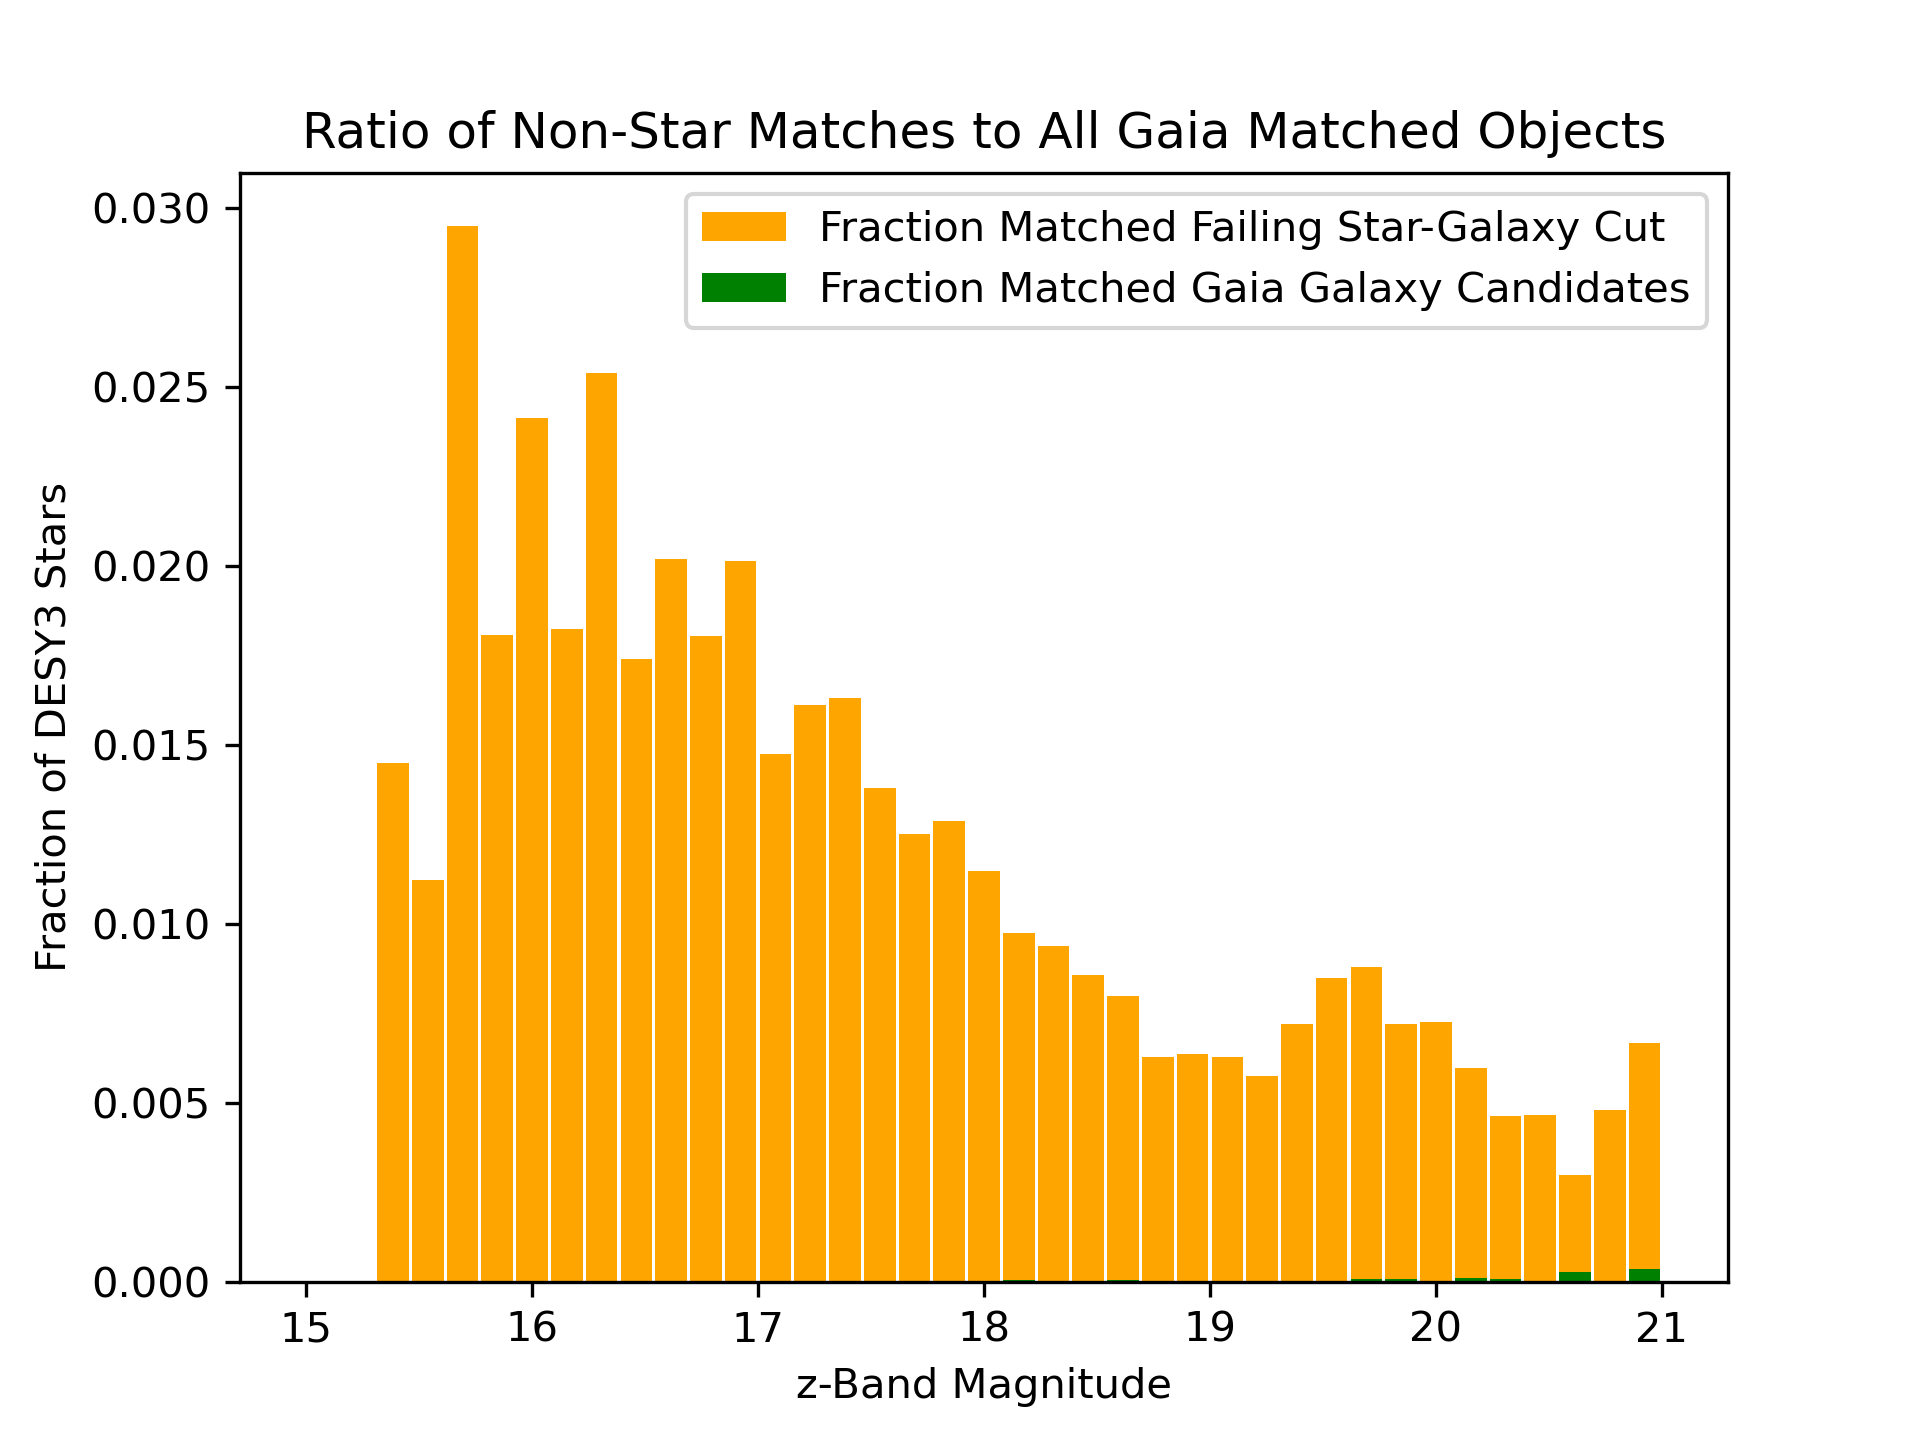 Ratio of Non-Star Matches to All Gaia Matched Objects
Fraction Matched Failing Star-Galaxy Cut
Fraction Matched Gaia Galaxy Candidates
Fraction of DESY3 Stars
0.030
0.025
0.020
0.015
0.010
0.005
0.000
15 16 17 18 19 20 21
z-Band Magnitude